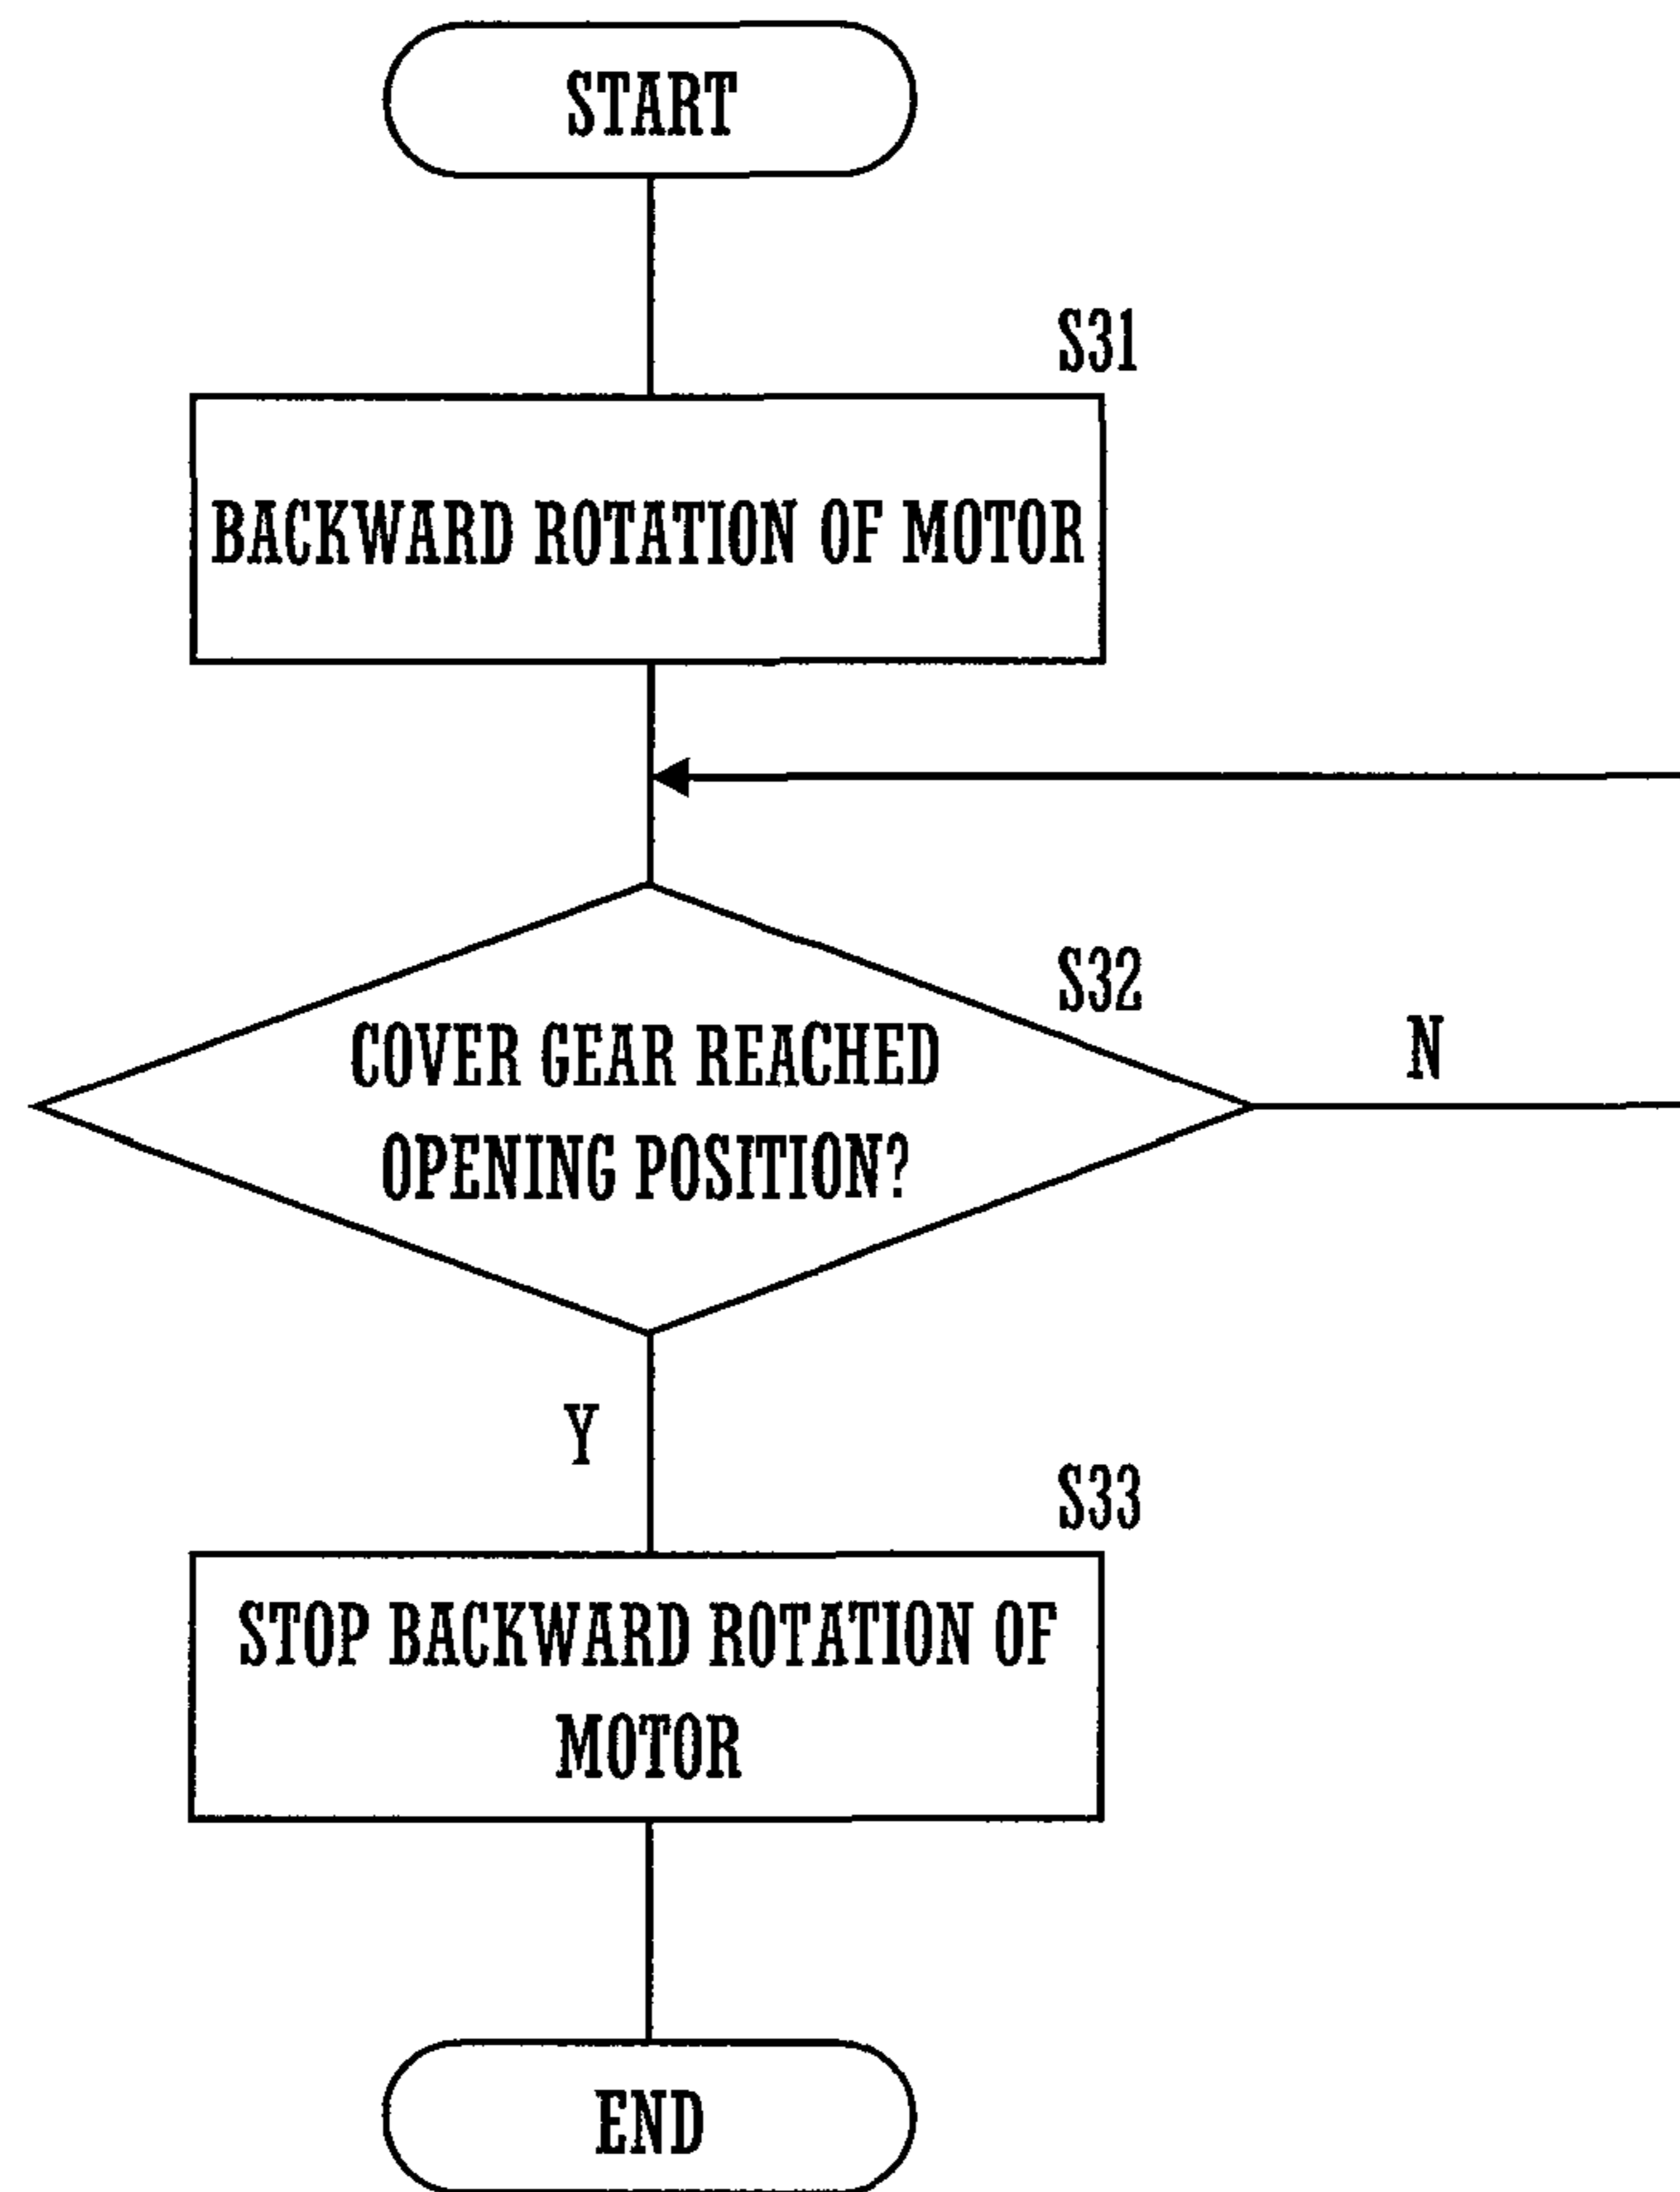 START
S31
BACKWARD ROTATION OF MOTOR
S32
COVER GEAR REACHED
OPENING POSITION?
N
Y
S33
STOP BACKWARD ROTATION OF
MOTOR
END